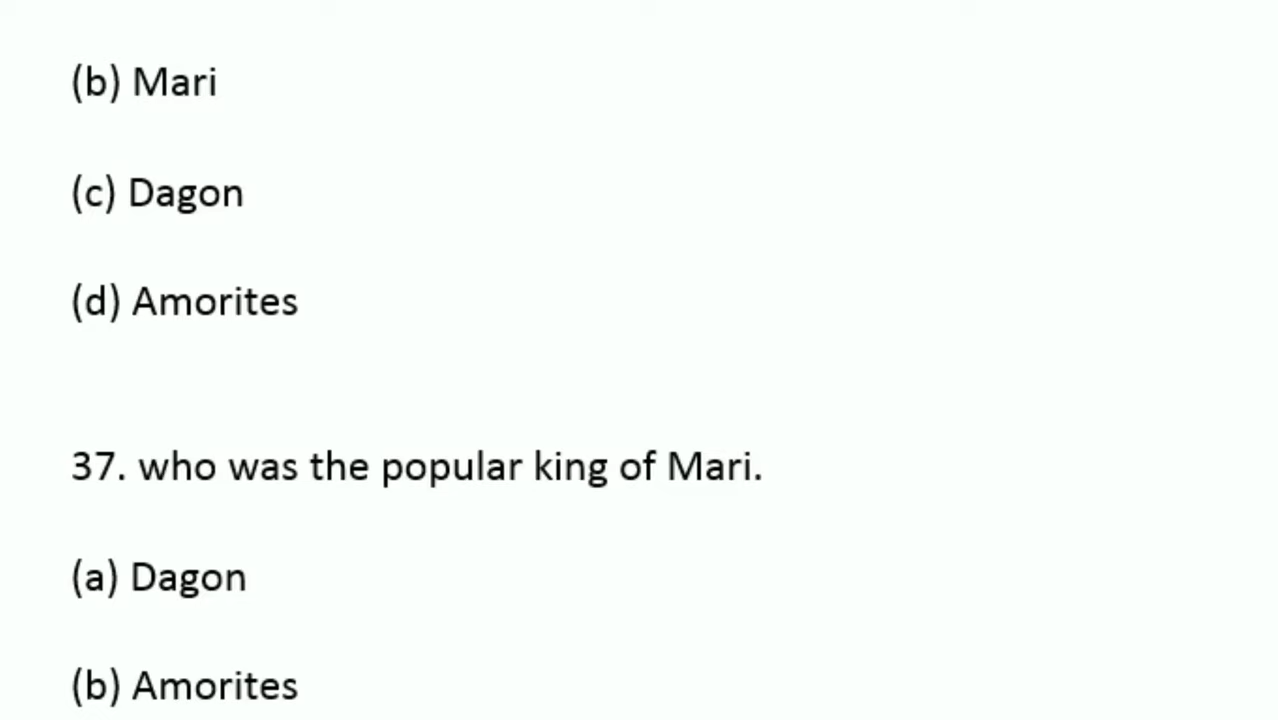 (b) Mari
(c) Dagon
(d) Amorites
37. who was the popular king of Mari.
(a) Dagon
(b) Amorites